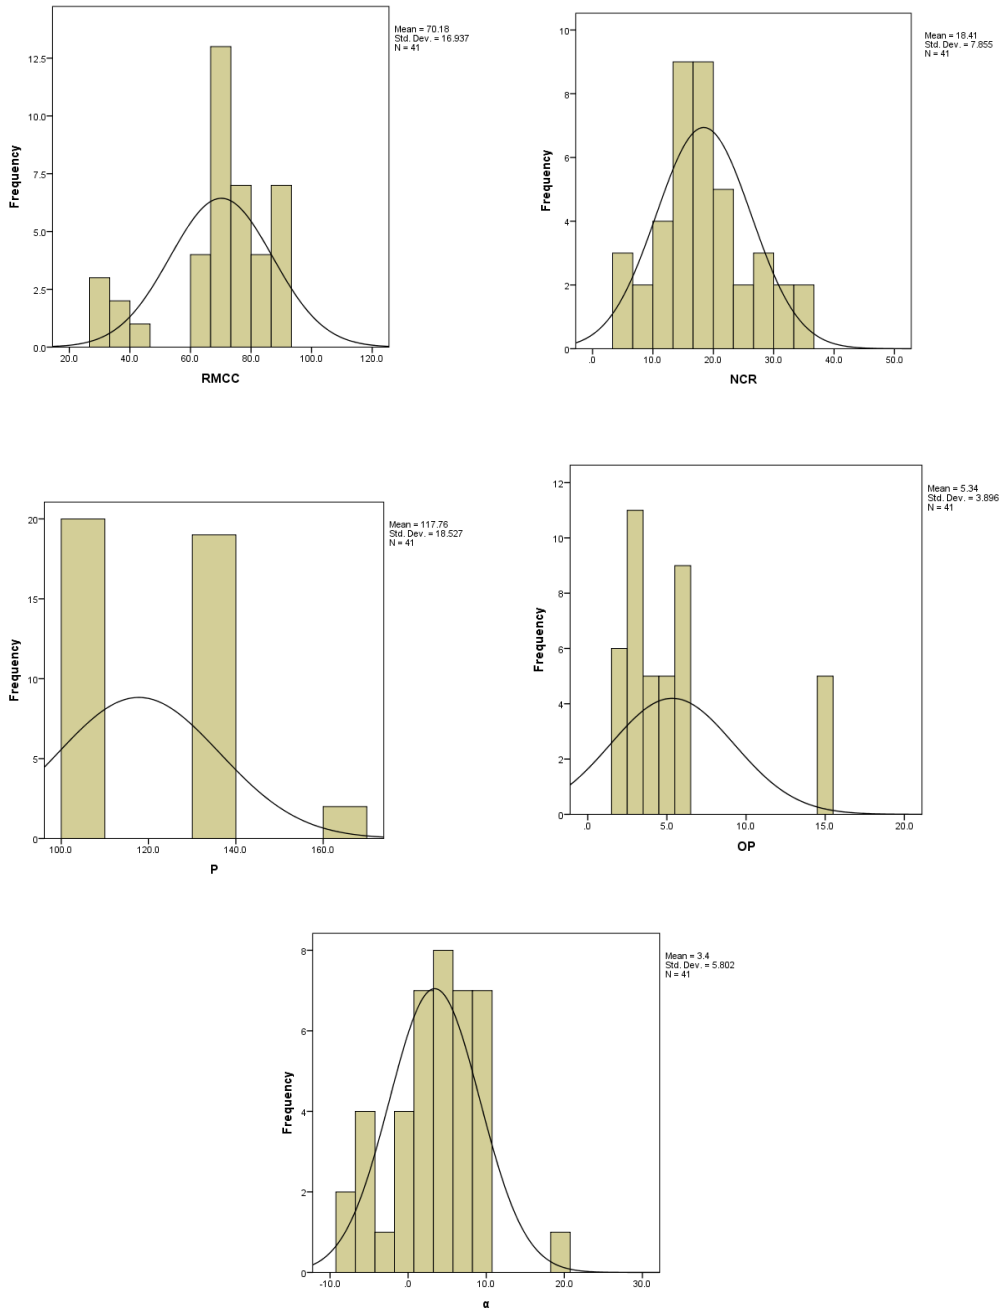 Mean = 70.18
Std. Dev. = 16.937
N = 41
12.5
10.0
7.5
5.0
2.5
0.0
Frequency
20.0 40.0 60.0 80.0 100.0 120.0
RMCC
Mean = 18.41
Std. Dev. = 7.855
N = 41
10
8
6
4
2
0
Frequency
.0 10.0 20.0 30.0 40.0 50.0
NCR
Mean = 117.76
Std. Dev. = 18.527
N = 41
20
15
10
5
0
Frequency
100.0 120.0 140.0 160.0
P
Mean = 5.34
Std. Dev. = 3.896
N = 41
12
10
8
6
4
2
0
Frequency
.0 5.0 10.0 15.0 20.0
OP
Mean = 3.4
Std. Dev. = 5.802
N = 41
8
6
4
2
0
Frequency
-10.0 .0 10.0 20.0 30.0
α